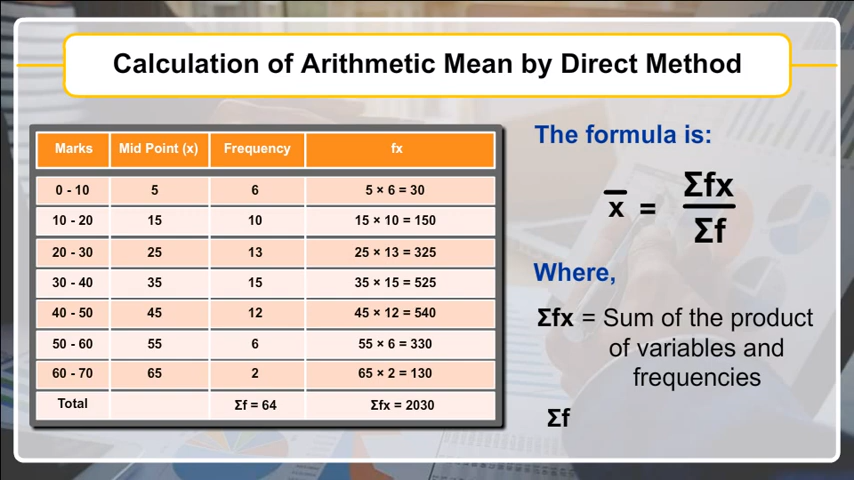 Calculation of Arithmetic Mean by Direct Method
Marks Mid Point (x) Frequency fx
0 - 10 5 6 5 × 6 = 30
10 - 20 15 10 15 × 10 = 150
20 - 30 25 13 25 × 13 = 325
30 - 40 35 15 35 × 15 = 525
40 - 50 45 12 45 × 12 = 540
50 - 60 55 6 55 × 6 = 330
60 - 70 65 2 65 × 2 = 130
Total Σf = 64 Σfx = 2030
The formula is:
x̅ = Σfx / Σf
Where,
Σfx = Sum of the product
of variables and
frequencies
Σf